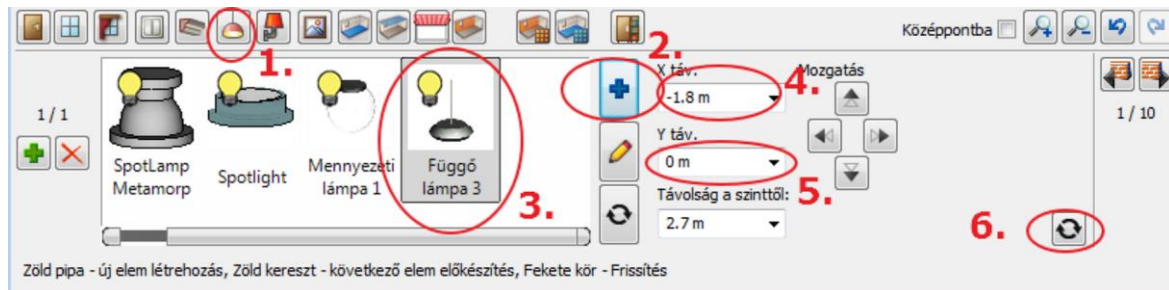 Középpontba
1.
2.
X táv.
4.
Mozgatás
-1.8 m
1 / 1
1 / 10
Y táv.
SpotLamp
Metamorp
Spotlight
Mennyezeti
lámpa 1
Függő
lámpa 3
0 m
3.
5.
Távolság a szinttől:
2.7 m
6.
Zöld pipa - új elem létrehozás, Zöld kereszt - következő elem előkészítés, Fekete kör - Frissítés